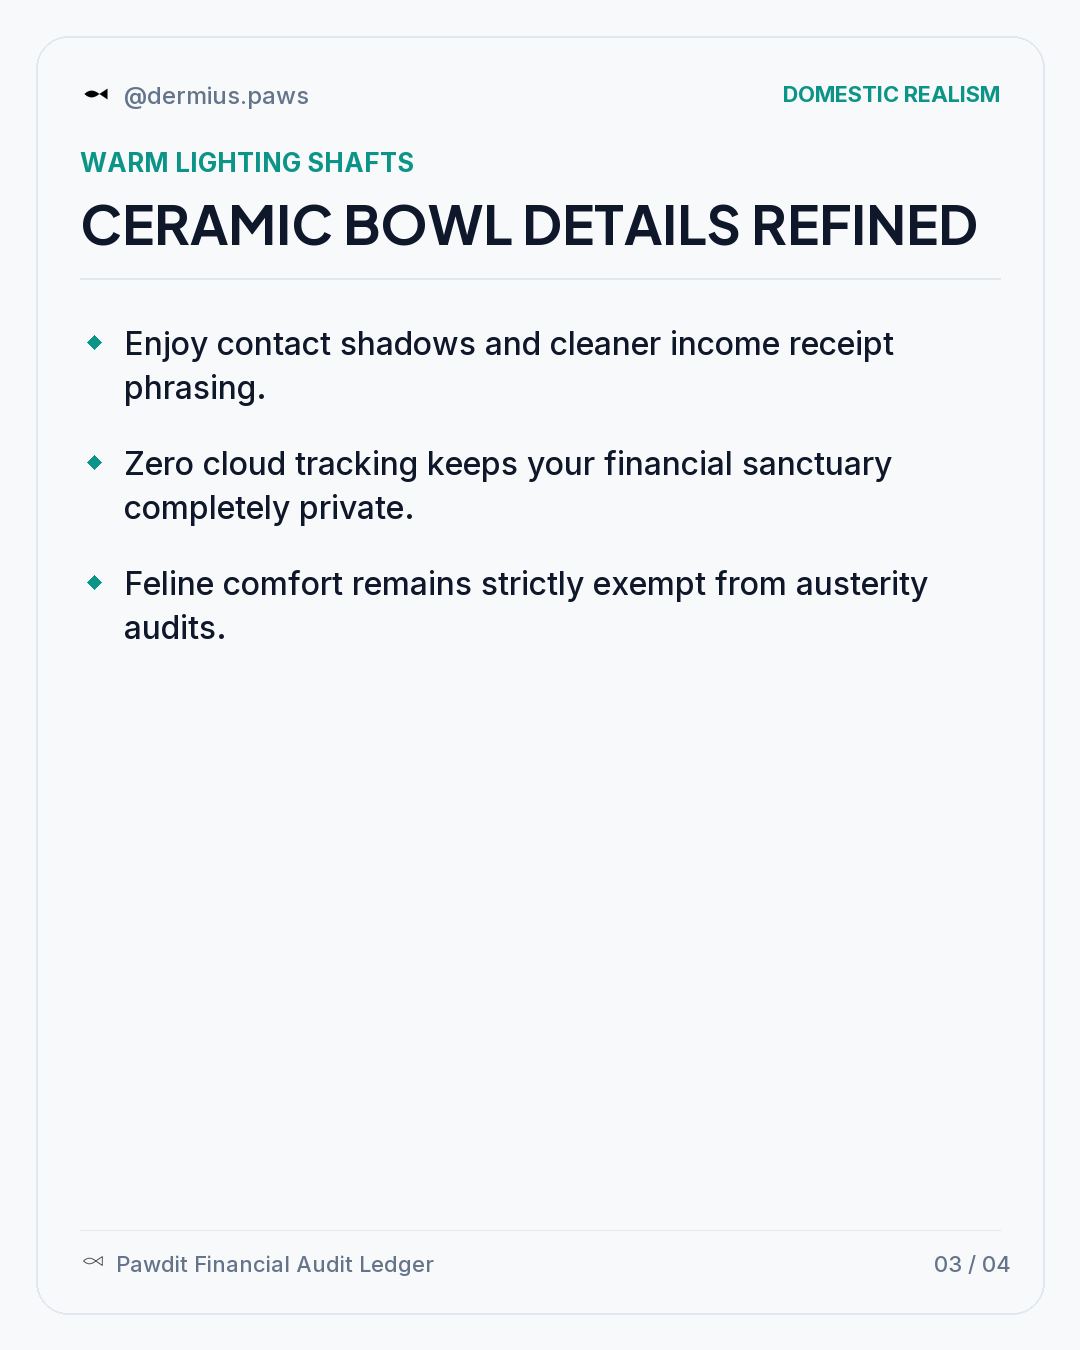 @dermius.paws
DOMESTIC REALISM
WARM LIGHTING SHAFTS
CERAMIC BOWL DETAILS REFINED
Enjoy contact shadows and cleaner income receipt
phrasing.
Zero cloud tracking keeps your financial sanctuary
completely private.
Feline comfort remains strictly exempt from austerity
audits.
Pawdit Financial Audit Ledger
03 / 04